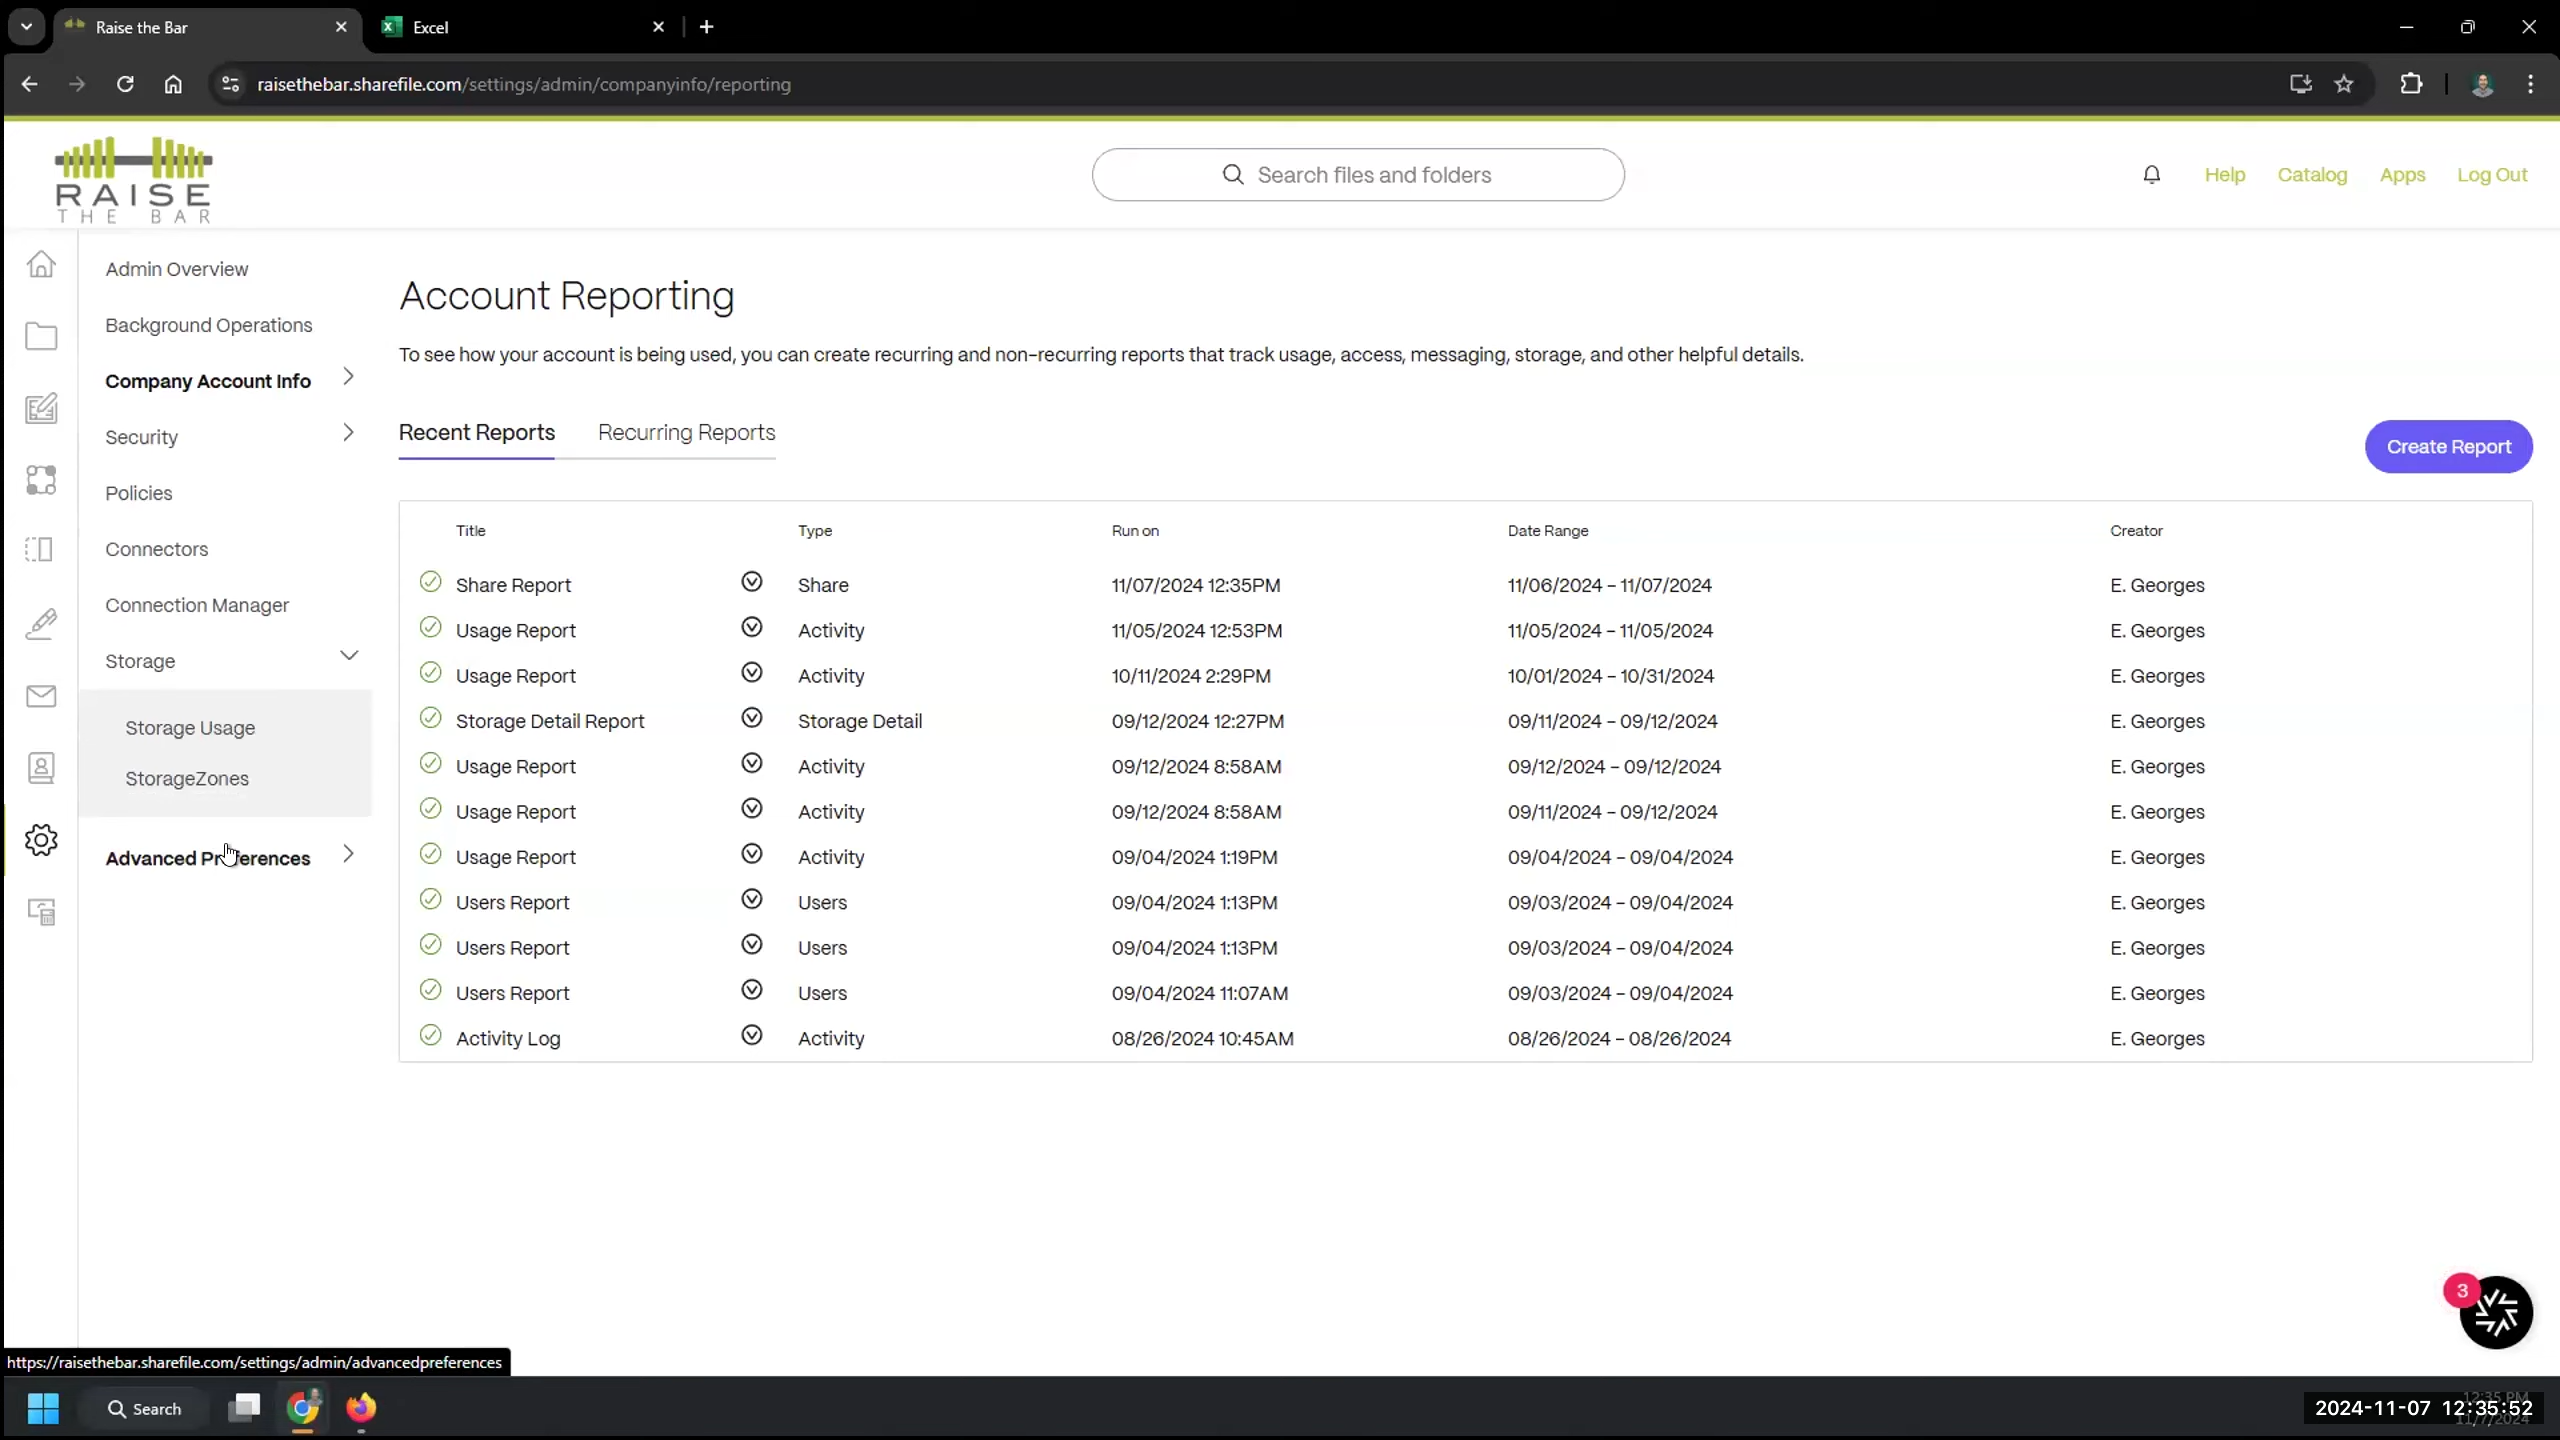 Raise the Bar
Excel
raisethebar.sharefile.com/settings/admin/companyinfo/reporting
RAISE
THE BAR
Search files and folders
Help
Catalog
Apps
Log Out
Admin Overview
Background Operations
Company Account Info
Security
Policies
Connectors
Connection Manager
Storage
Storage Usage
StorageZones
Advanced Preferences
Account Reporting
To see how your account is being used, you can create recurring and non-recurring reports that track usage, access, messaging, storage, and other helpful details.
Recent Reports Recurring Reports
Create Report
Title Type Run on Date Range Creator
Share Report Share 11/07/2024 12:35PM 11/06/2024 – 11/07/2024 E. Georges
Usage Report Activity 11/05/2024 12:53PM 11/05/2024 – 11/05/2024 E. Georges
Usage Report Activity 10/11/2024 2:29PM 10/01/2024 – 10/31/2024 E. Georges
Storage Detail Report Storage Detail 09/12/2024 12:27PM 09/11/2024 – 09/12/2024 E. Georges
Usage Report Activity 09/12/2024 8:58AM 09/12/2024 – 09/12/2024 E. Georges
Usage Report Activity 09/12/2024 8:58AM 09/11/2024 – 09/12/2024 E. Georges
Usage Report Activity 09/04/2024 1:19PM 09/04/2024 – 09/04/2024 E. Georges
Users Report Users 09/04/2024 1:13PM 09/03/2024 – 09/04/2024 E. Georges
Users Report Users 09/04/2024 1:13PM 09/03/2024 – 09/04/2024 E. Georges
Users Report Users 09/04/2024 11:07AM 09/03/2024 – 09/04/2024 E. Georges
Activity Log Activity 08/26/2024 10:45AM 08/26/2024 – 08/26/2024 E. Georges
3
https://raisethebar.sharefile.com/settings/admin/advancedpreferences
Search
12:35 PM
2024-11-07 12:35:52
11/7/2024